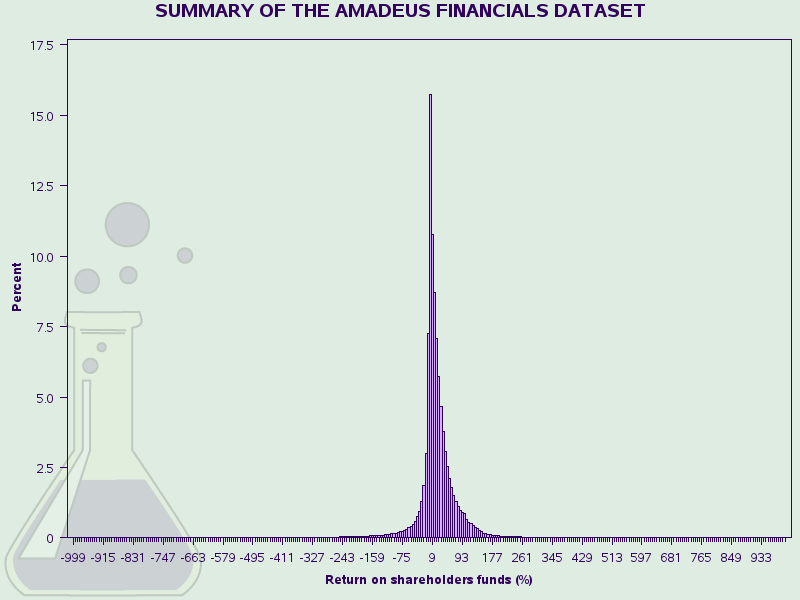 SUMMARY OF THE AMADEUS FINANCIALS DATASET
17.5
15.0
12.5
10.0
7.5
5.0
2.5
0
Percent
-999 -915 -831 -747 -663 -579 -495 -411 -327 -243 -159 -75 9 93 177 261 345 429 513 597 681 765 849 933
Return on shareholders funds (%)